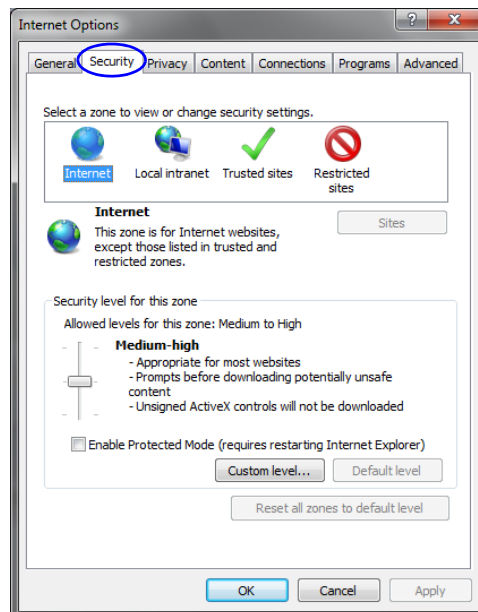 Internet Options
General Security Privacy Content Connections Programs Advanced
Select a zone to view or change security settings.
Internet Local intranet Trusted sites Restricted
sites
Internet
Sites
This zone is for Internet websites,
except those listed in trusted and
restricted zones.
Security level for this zone
Allowed levels for this zone: Medium to High
Medium-high
- Appropriate for most websites
- Prompts before downloading potentially unsafe
content
- Unsigned ActiveX controls will not be downloaded
Enable Protected Mode (requires restarting Internet Explorer)
Custom level... Default level
Reset all zones to default level
OK Cancel Apply